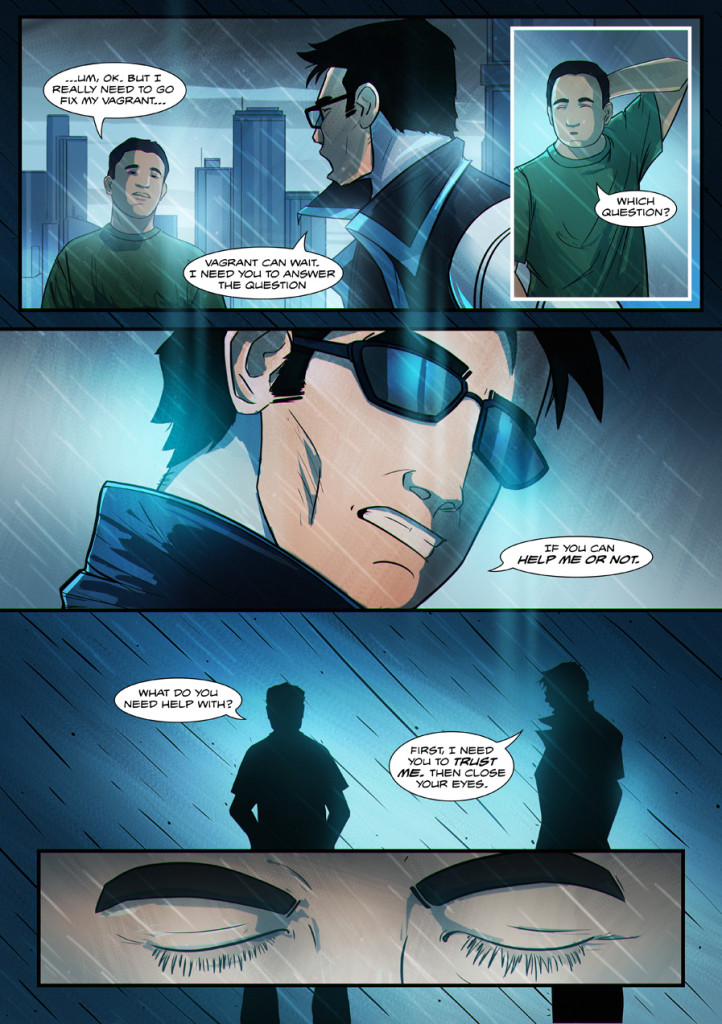 ...UM, OK. BUT I
REALLY NEED TO GO
FIX MY VAGRANT...
VAGRANT CAN WAIT.
I NEED YOU TO ANSWER
THE QUESTION
WHICH
QUESTION?
IF YOU CAN
HELP ME OR NOT.
WHAT DO YOU
NEED HELP WITH?
FIRST, I NEED
YOU TO TRUST
ME. THEN CLOSE
YOUR EYES.